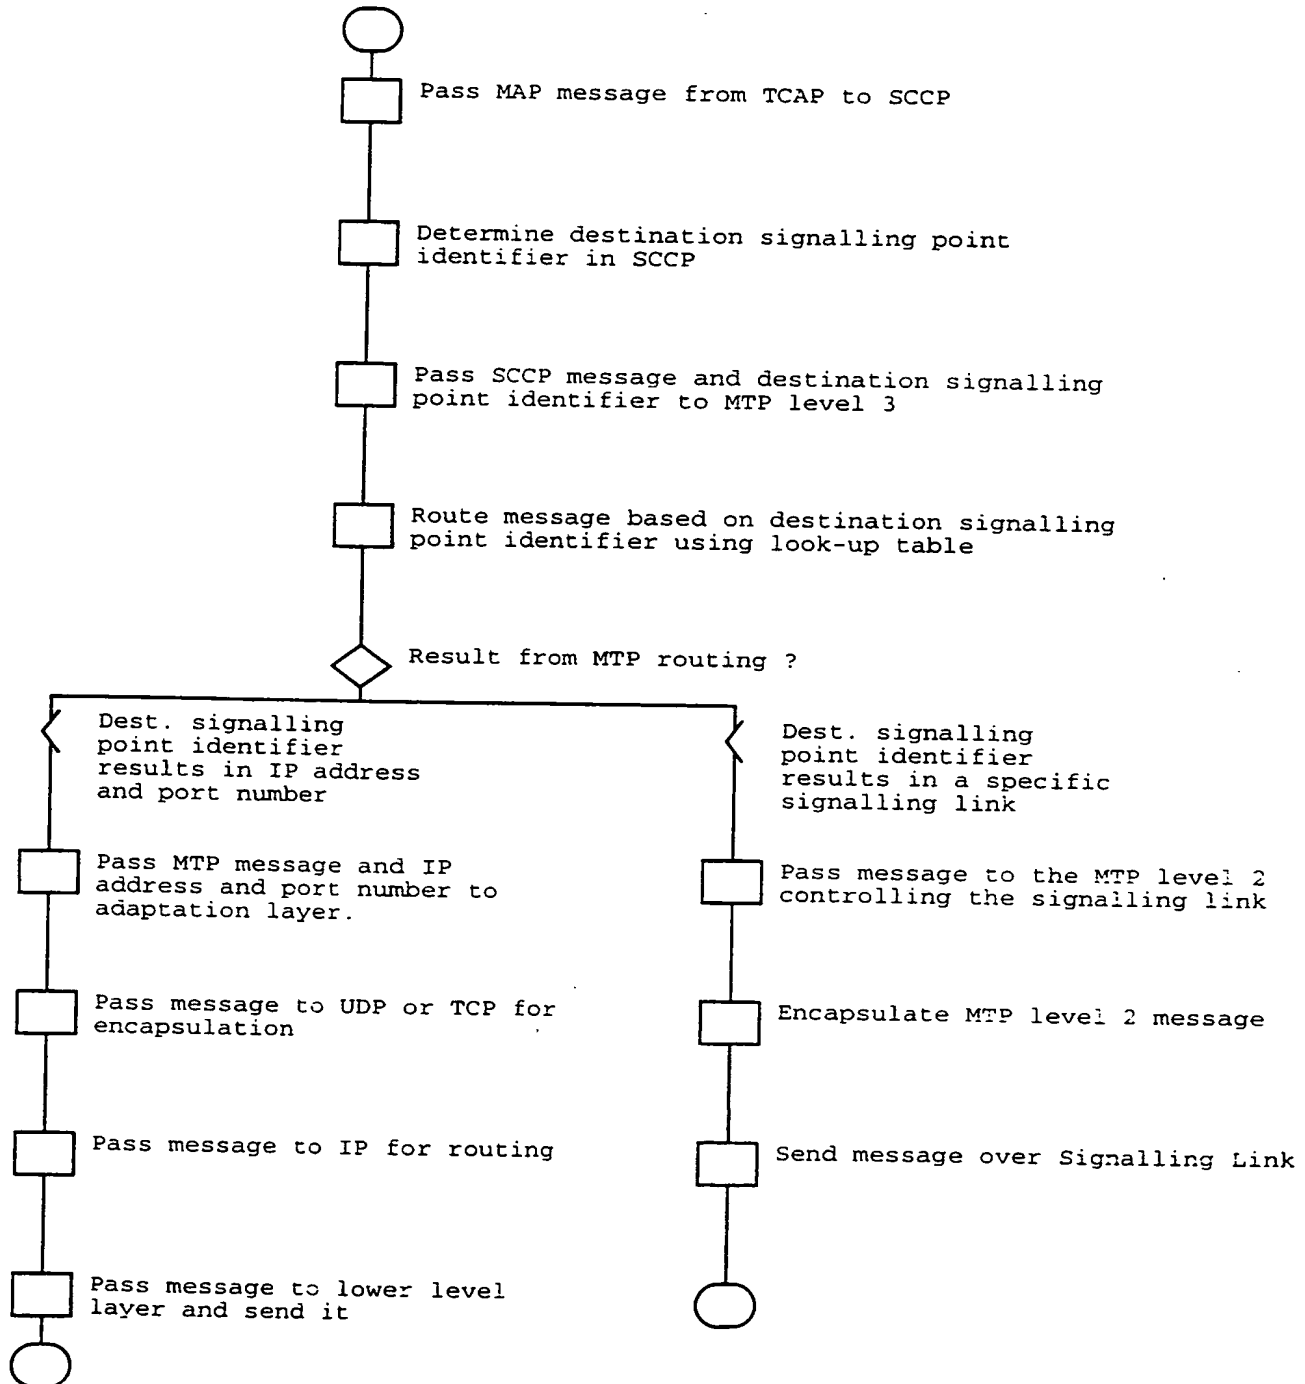 Pass MAP message from TCAP to SCCP
Determine destination signalling point
identifier in SCCP
Pass SCCP message and destination signalling
point identifier to MTP level 3
Route message based on destination signalling
point identifier using look-up table
Result from MTP routing ?
Dest. signalling
point identifier
results in IP address
and port number
Pass MTP message and IP
address and port number to
adaptation layer.
Pass message to UDP or TCP for
encapsulation
Pass message to IP for routing
Pass message to lower level
layer and send it
Dest. signalling
point identifier
results in a specific
signalling link
Pass message to the MTP level 2
controlling the signalling link
Encapsulate MTP level 2 message
Send message over Signalling Link